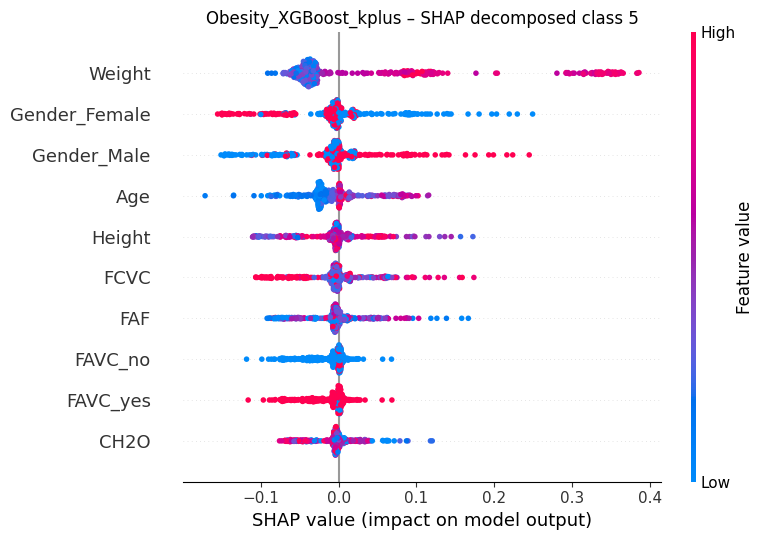 Obesity_XGBoost_kplus – SHAP decomposed class 5
High
Weight
Gender_Female
Gender_Male
Age
Height
FCVC
FAF
FAVC_no
FAVC_yes
CH2O
Feature value
Low
−0.1 0.0 0.1 0.2 0.3 0.4
SHAP value (impact on model output)